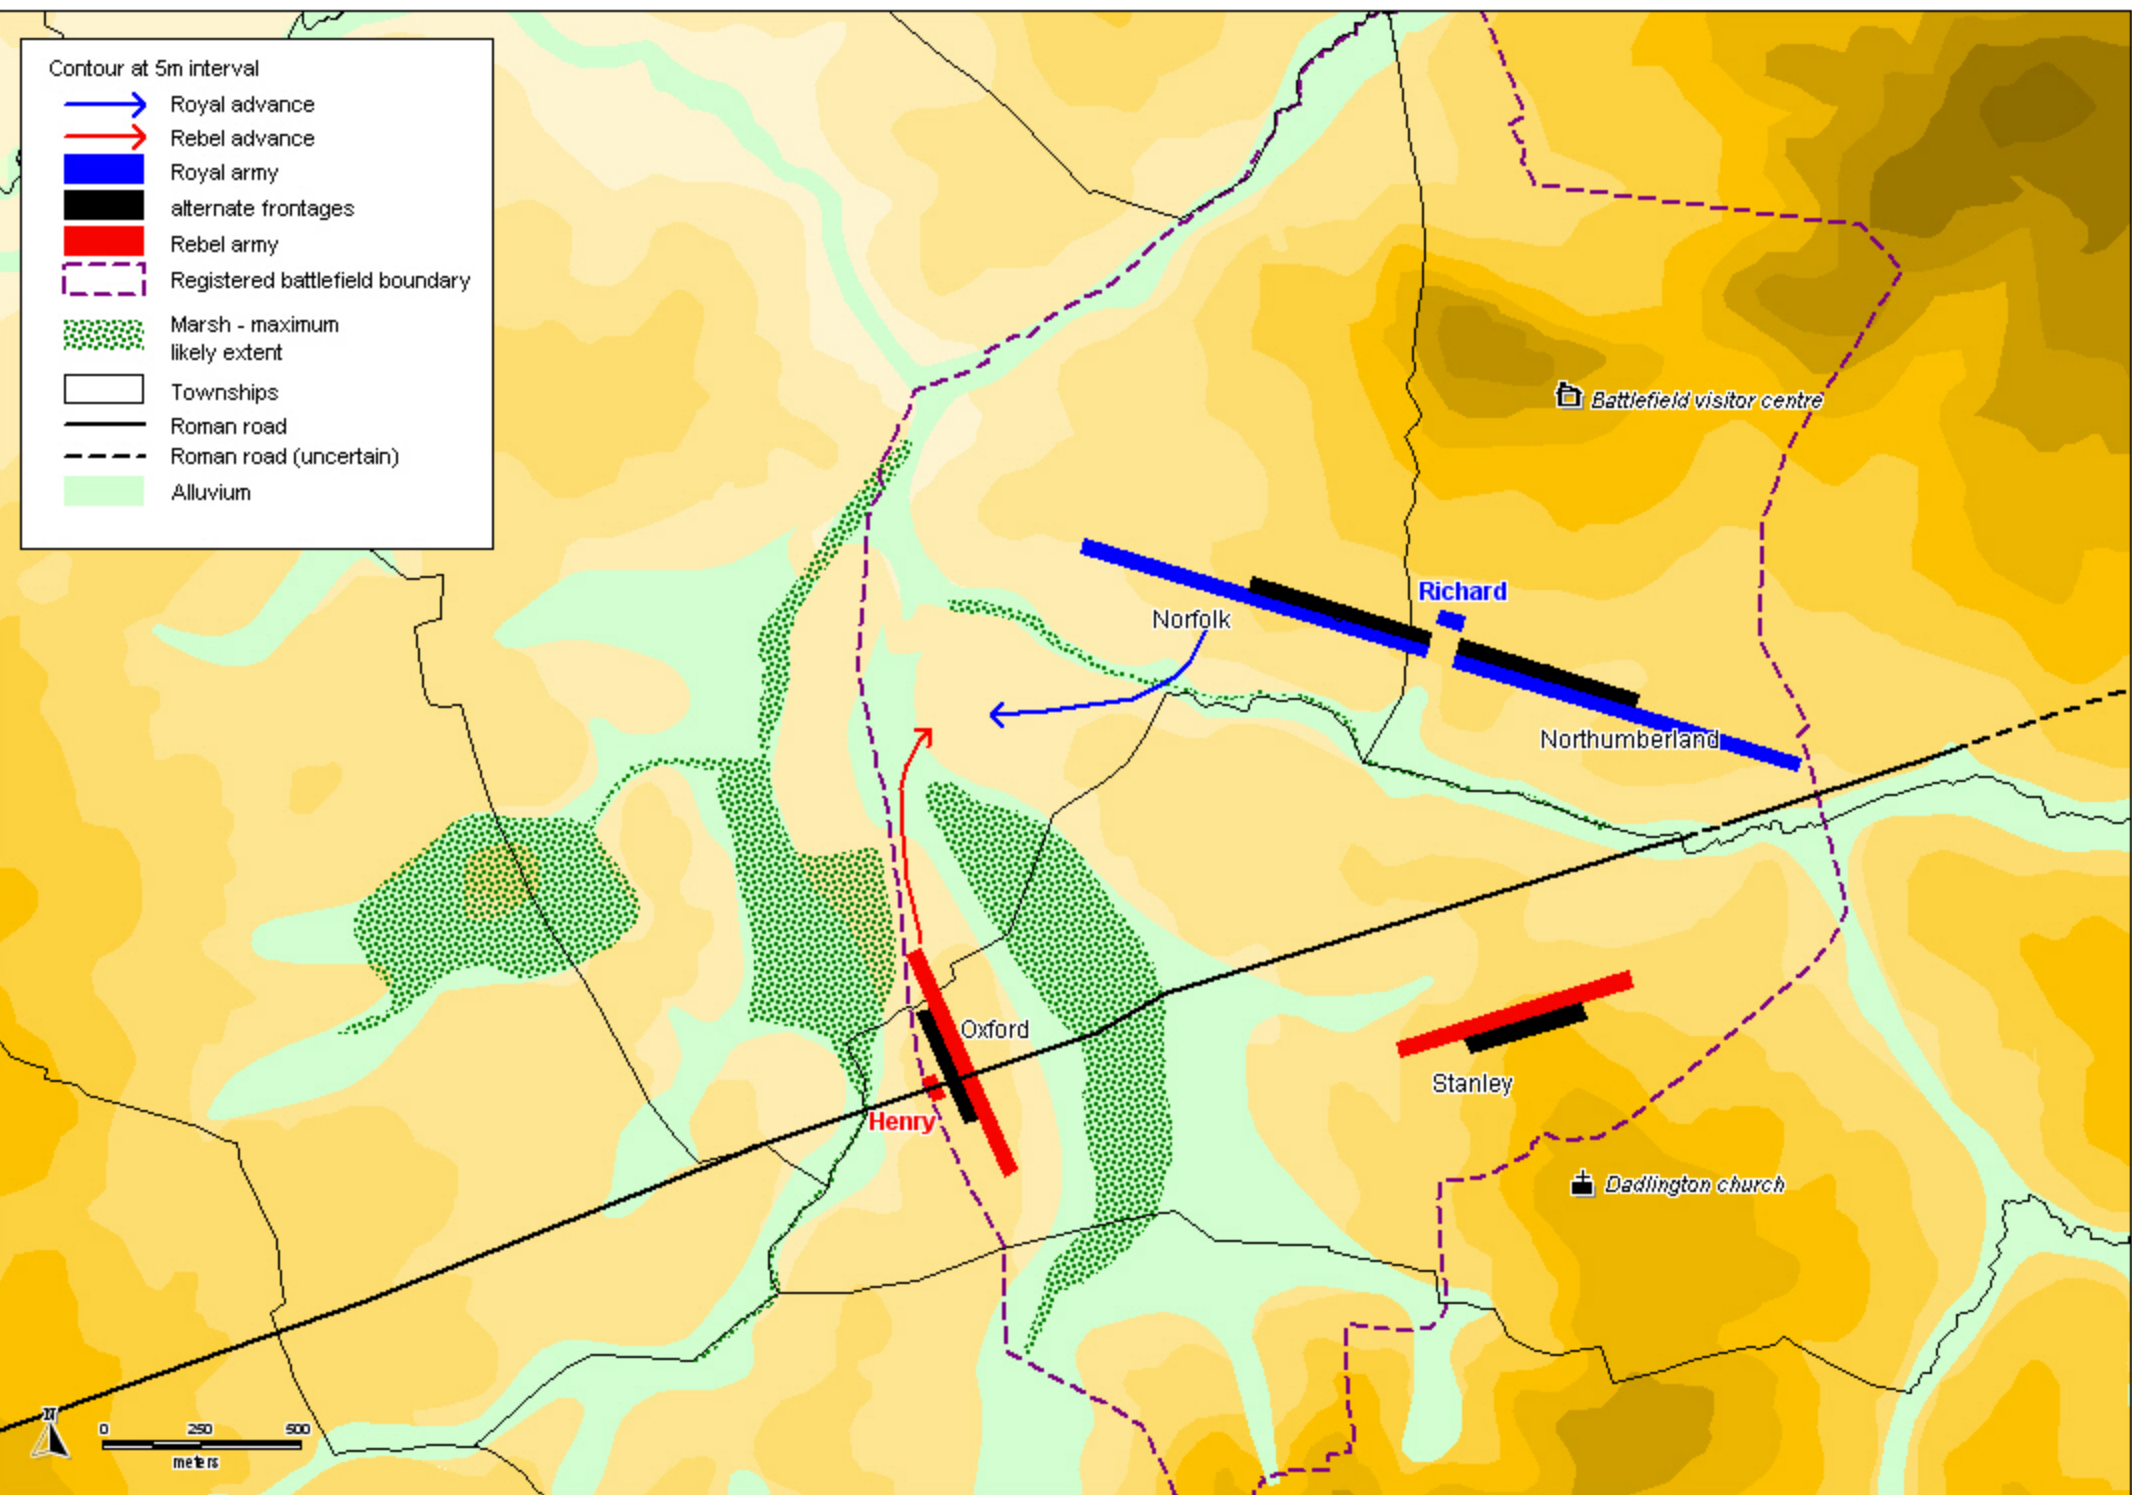 Contour at 5m interval
Royal advance
Rebel advance
Royal army
alternate frontages
Rebel army
Registered battlefield boundary
Marsh - maximum
likely extent
Townships
Roman road
Roman road (uncertain)
Alluvium
Battlefield visitor centre
Richard
Norfolk
Northumberland
Oxford
Henry
Stanley
Dadlington church
N
0 250 500
meters